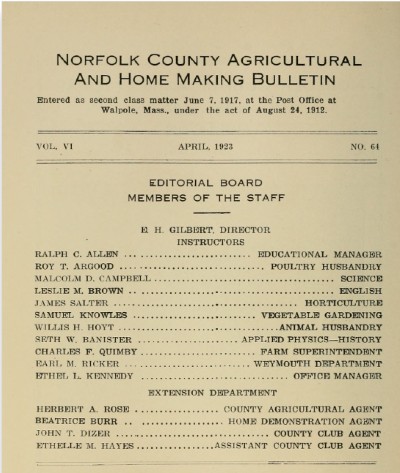 NORFOLK COUNTY AGRICULTURAL
AND HOME MAKING BULLETIN
Entered as second class matter June 7, 1917, at the Post Office at
Walpole, Mass., under the act of August 24, 1912.
VOL. VI APRIL, 1923 NO. 64
EDITORIAL BOARD
MEMBERS OF THE STAFF
E. H. GILBERT, DIRECTOR
INSTRUCTORS
RALPH C. ALLEN .......................... EDUCATIONAL MANAGER
ROY T. ARGOOD .......................... POULTRY HUSBANDRY
MALCOLM D. CAMPBELL .......................... SCIENCE
LESLIE M. BROWN .......................... ENGLISH
JAMES SALTER .......................... HORTICULTURE
SAMUEL KNOWLES .......................... VEGETABLE GARDENING
WILLIS H. HOYT .......................... ANIMAL HUSBANDRY
SETH W. BANISTER .................. APPLIED PHYSICS—HISTORY
CHARLES F. QUIMBY .................. FARM SUPERINTENDENT
EARL M. RICKER .................. WEYMOUTH DEPARTMENT
ETHEL L. KENNEDY .......................... OFFICE MANAGER
EXTENSION DEPARTMENT
HERBERT A. ROSE .............. COUNTY AGRICULTURAL AGENT
BEATRICE BURR .............. HOME DEMONSTRATION AGENT
JOHN T. DIZER .......................... COUNTY CLUB AGENT
ETHELLE M. HAYES .......... ASSISTANT COUNTY CLUB AGENT